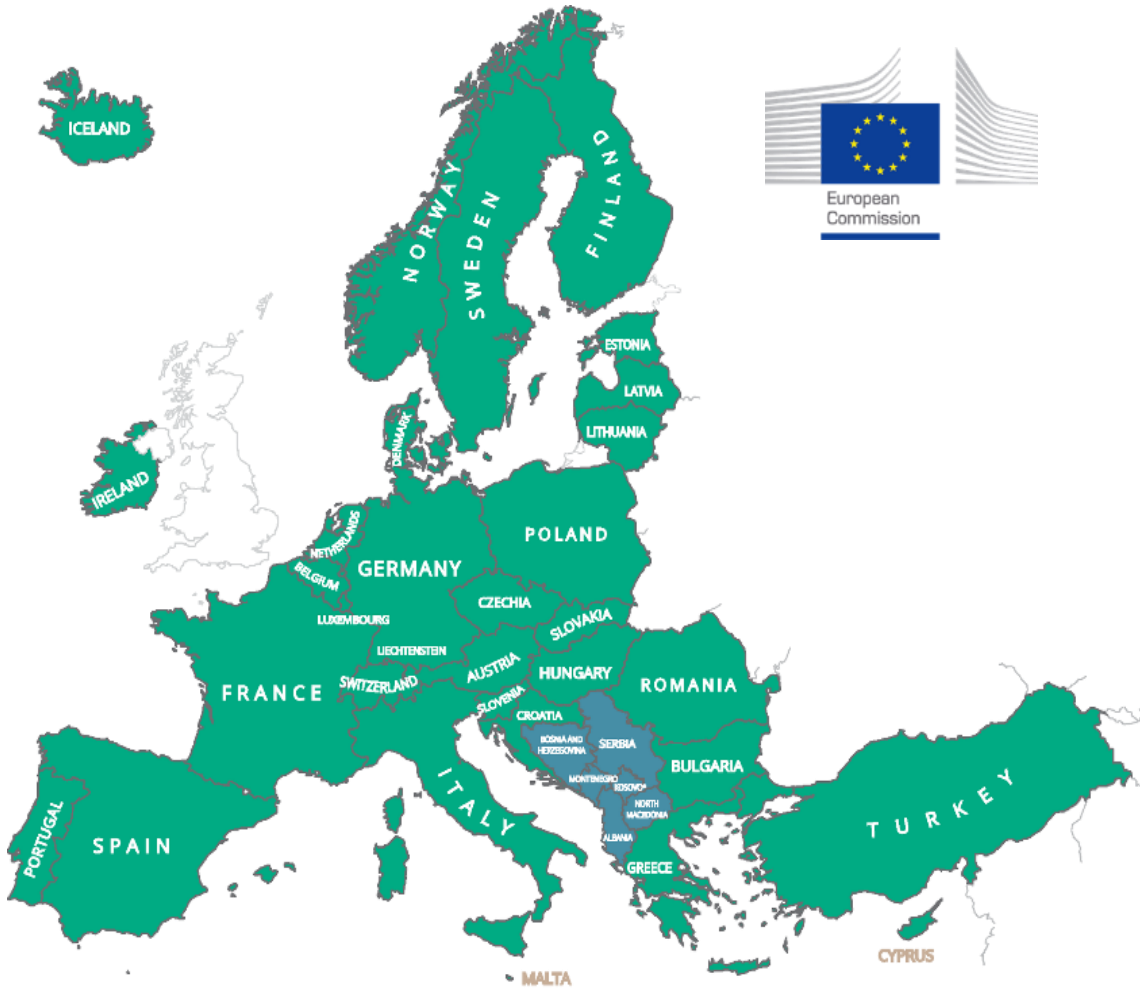 ICELAND
European
Commission
NORWAY
SWEDEN
FINLAND
ESTONIA
LATVIA
LITHUANIA
DENMARK
IRELAND
NETHERLANDS
BELGIUM
GERMANY
POLAND
LUXEMBOURG
CZECHIA
SLOVAKIA
LIECHTENSTEIN
AUSTRIA
HUNGARY
SWITZERLAND
FRANCE
SLOVENIA
ROMANIA
CROATIA
BOSNIA AND
HERZEGOVINA
SERBIA
BULGARIA
MONTENEGRO
KOSOVO*
NORTH
MACEDONIA
ITALY
ALBANIA
TURKEY
PORTUGAL
SPAIN
GREECE
CYPRUS
MALTA